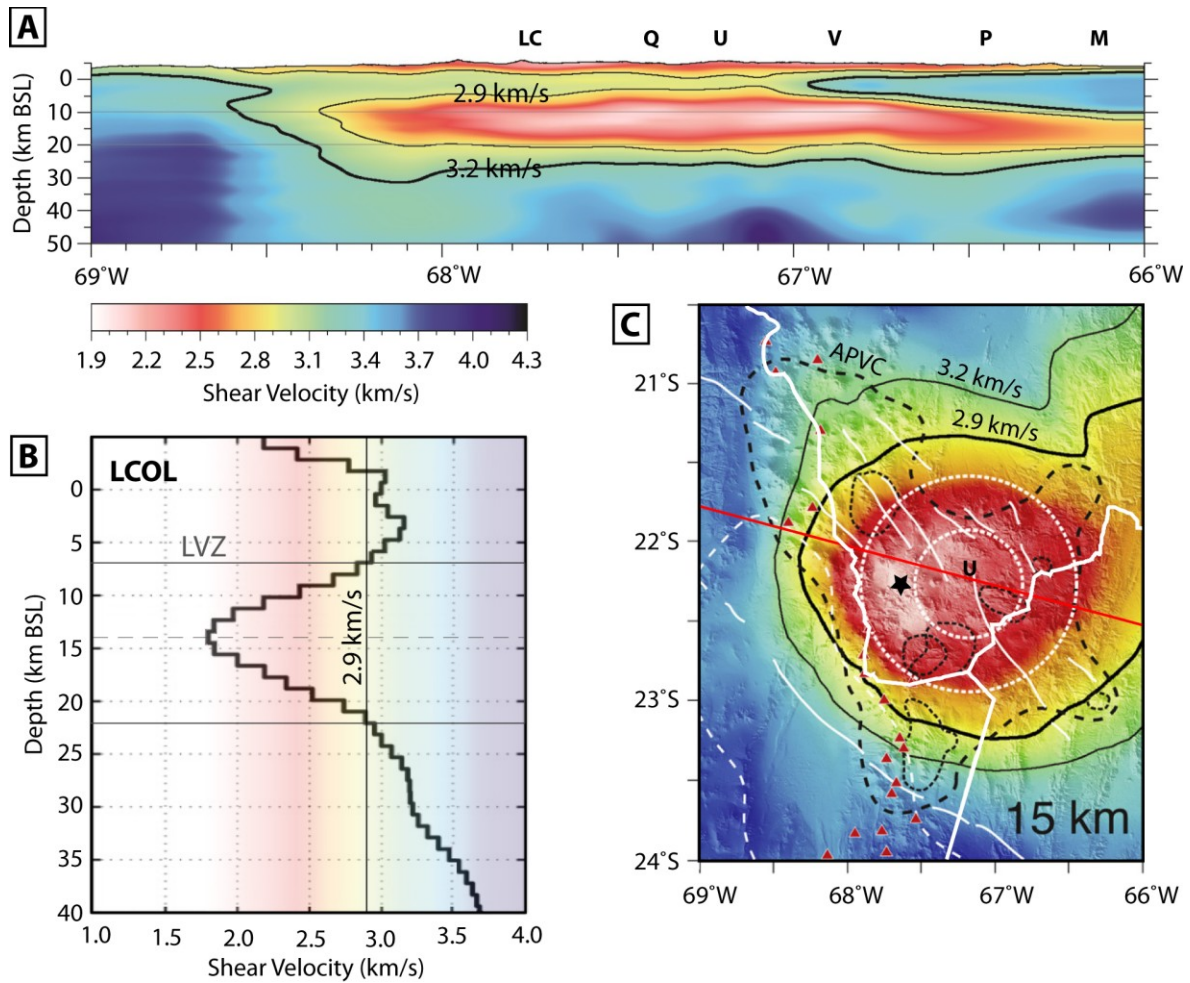 A
LC Q U V P M
Depth (km BSL)
0
10
20
30
40
50
2.9 km/s
3.2 km/s
69°W 68°W 67°W 66°W
1.9 2.2 2.5 2.8 3.1 3.4 3.7 4.0 4.3
Shear Velocity (km/s)
B
LCOL
LVZ
2.9 km/s
Depth (km BSL)
0
5
10
15
20
25
30
35
40
1.0 1.5 2.0 2.5 3.0 3.5 4.0
Shear Velocity (km/s)
C
APVC
3.2 km/s
2.9 km/s
U
15 km
21°S
22°S
23°S
24°S
69°W 68°W 67°W 66°W